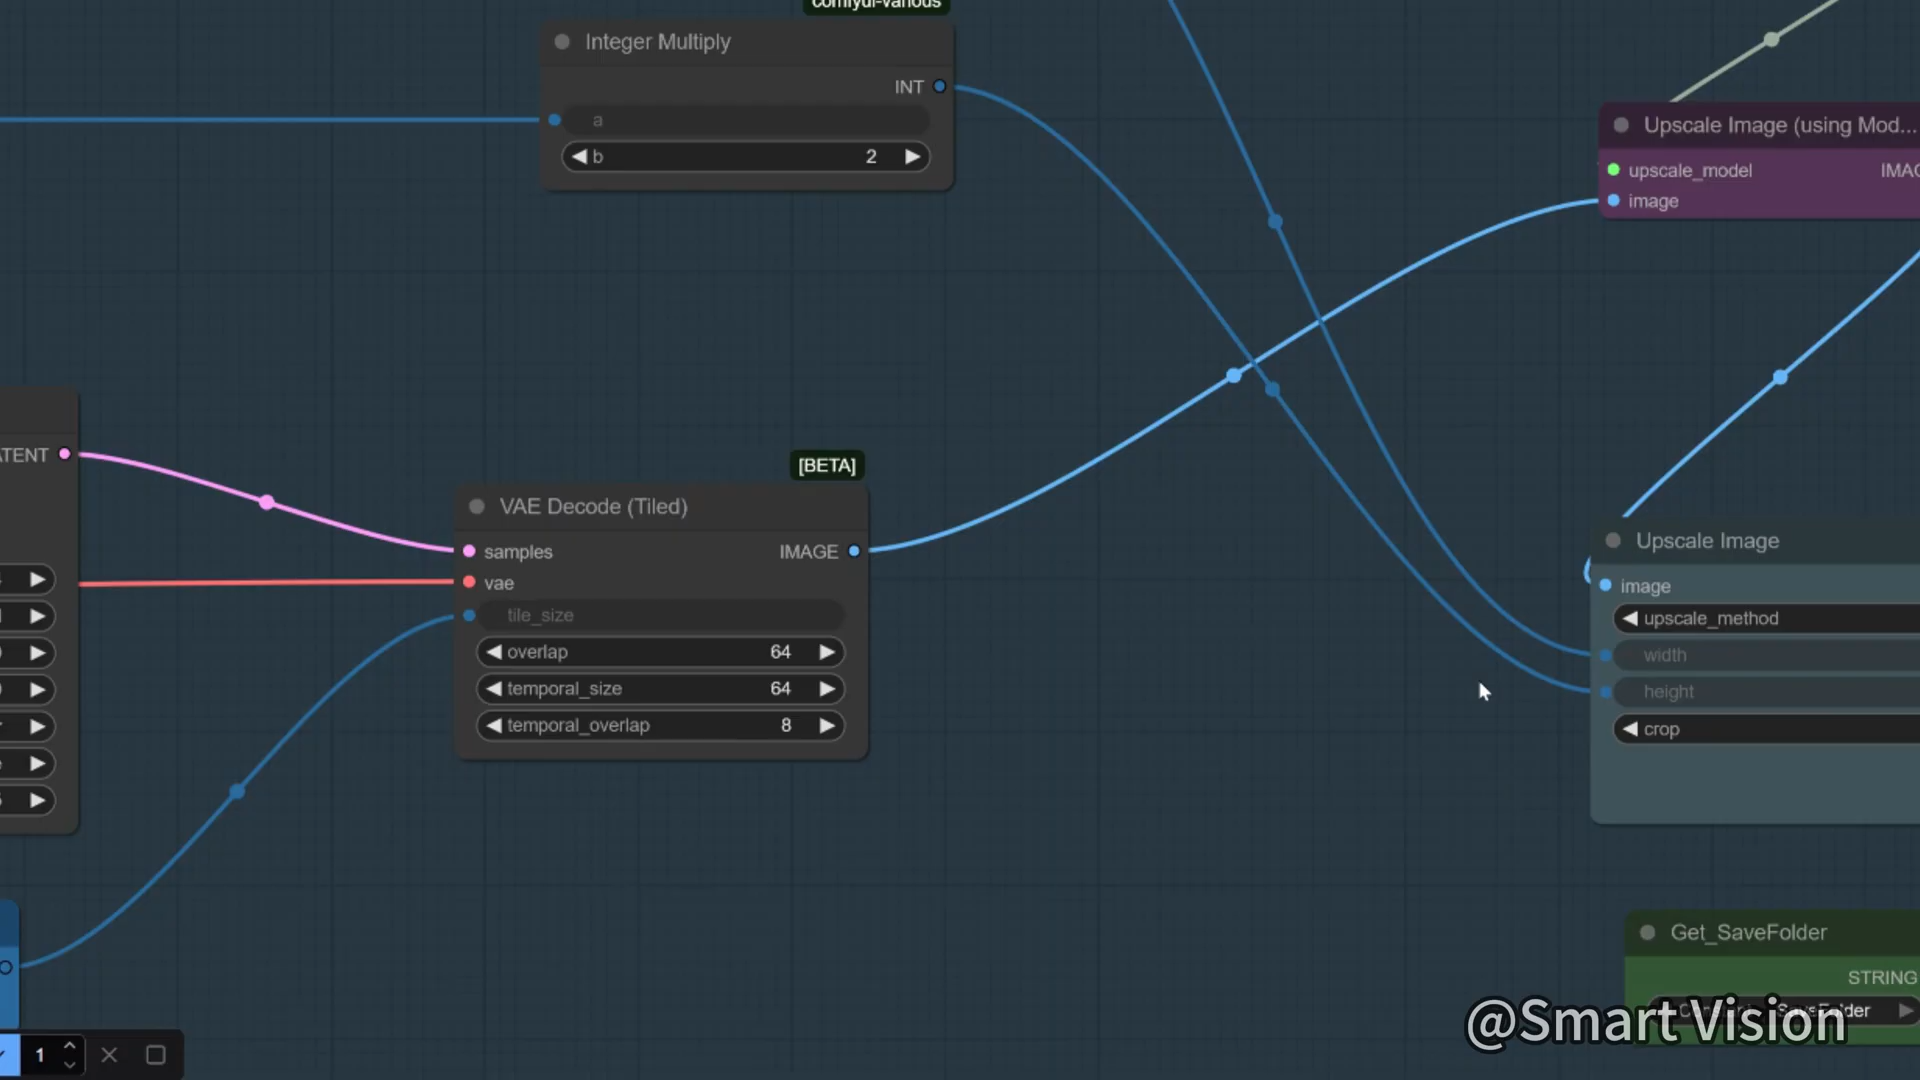 comfyui-various
Integer Multiply
INT
a
b 2
Upscale Image (using Mod...
upscale_model
image
[BETA]
VAE Decode (Tiled)
samples IMAGE
vae
tile_size
overlap 64
temporal_size 64
temporal_overlap 8
Upscale Image
image
upscale_method
width
height
crop
Get_SaveFolder
STRING
SaveFolder
@Smart Vision
1